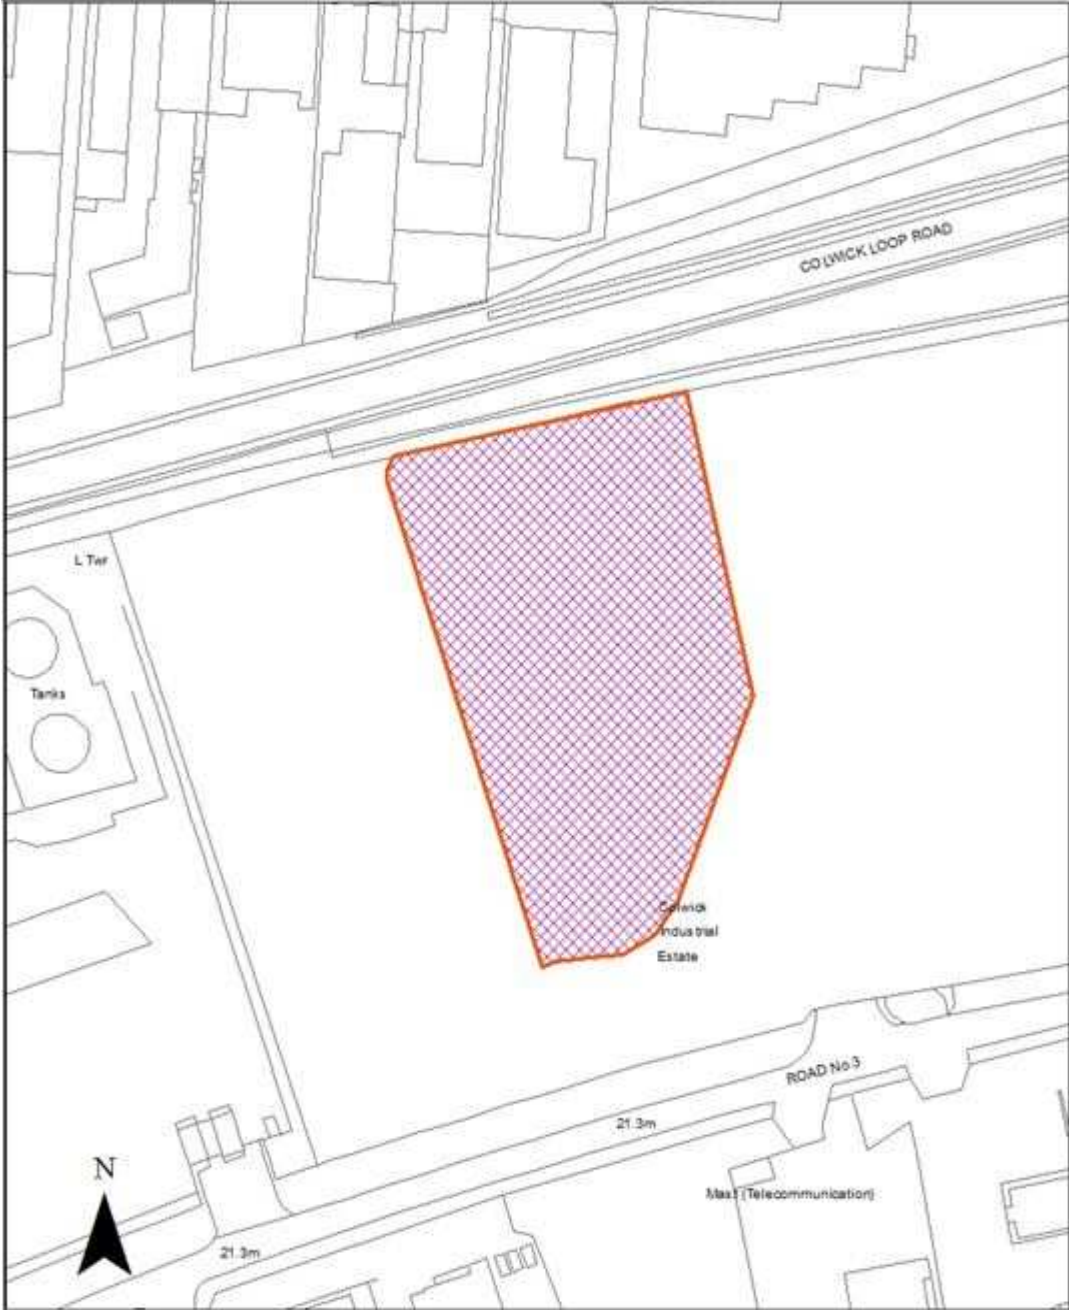 COLWICK LOOP ROAD
L Twr
Tanks
Colwick
Industrial
Estate
ROAD No 3
21.3m
Mast (Telecommunication)
N
21.3m